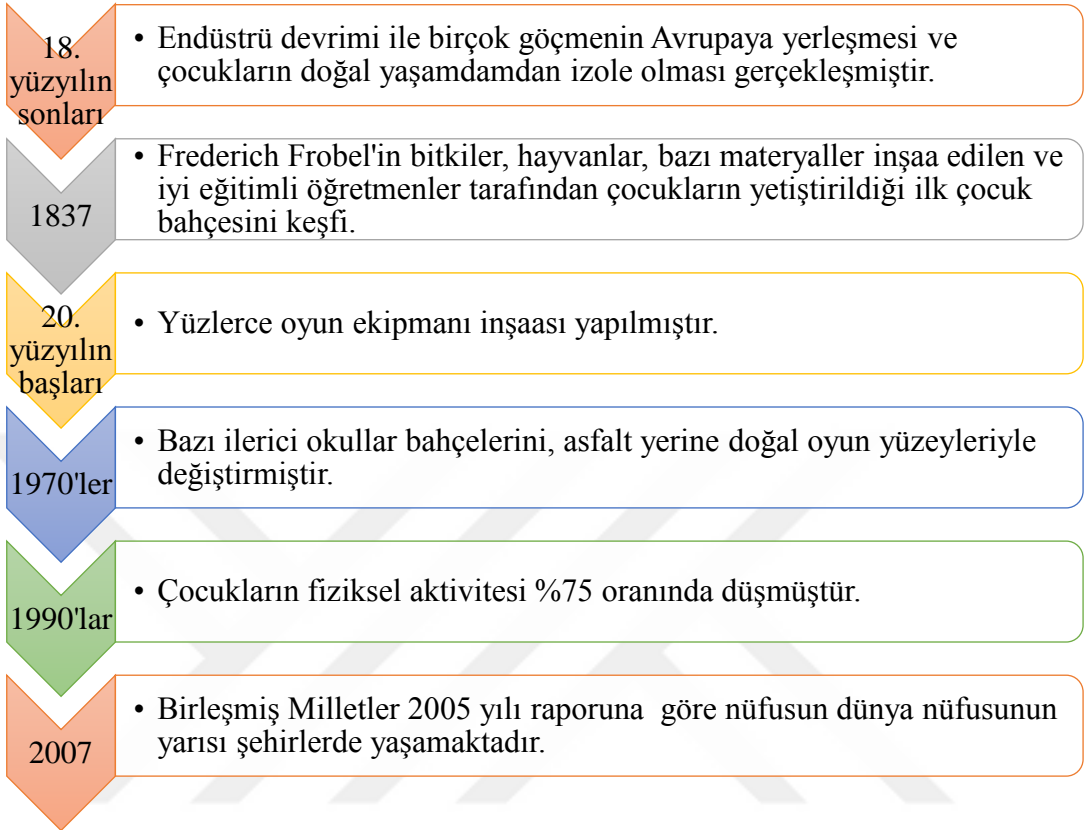 18.
yüzyılın
sonları
• Endüstrü devrimi ile birçok göçmenin Avrupaya yerleşmesi ve
çocukların doğal yaşamdamdan izole olması gerçekleşmiştir.
1837
• Frederich Frobel'in bitkiler, hayvanlar, bazı materyaller inşaa edilen ve
iyi eğitimli öğretmenler tarafından çocukların yetiştirildiği ilk çocuk
bahçesini keşfi.
20.
yüzyılın
başları
• Yüzlerce oyun ekipmanı inşaası yapılmıştır.
1970'ler
• Bazı ilerici okullar bahçelerini, asfalt yerine doğal oyun yüzeyleriyle
değiştirmiştir.
1990'lar
• Çocukların fiziksel aktivitesi %75 oranında düşmüştür.
2007
• Birleşmiş Milletler 2005 yılı raporuna göre nüfusun dünya nüfusunun
yarısı şehirlerde yaşamaktadır.